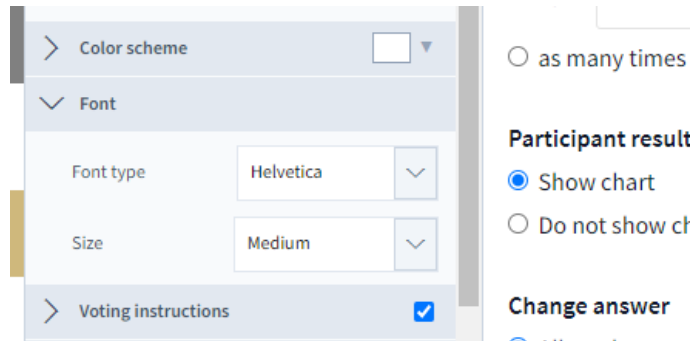 Color scheme
Font
Font type Helvetica
Size Medium
Voting instructions
as many times
Participant result
Show chart
Do not show
Change answer